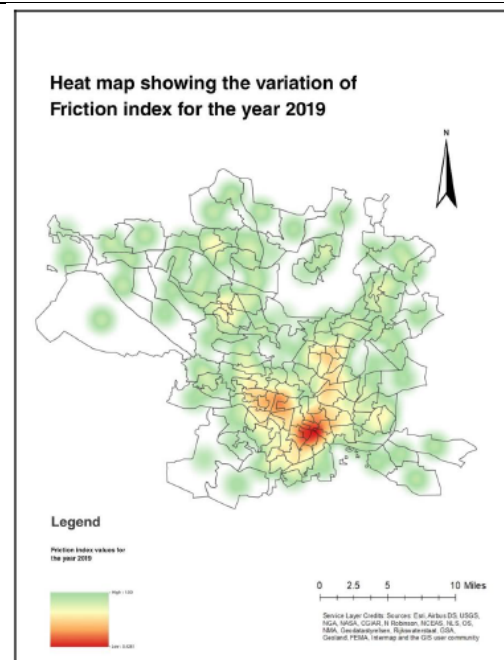 Heat map showing the variation of
Friction index for the year 2019
N
Legend
Friction index values for
the year 2019
High :
Low :
0 2.5 5 10 Miles
Service Layer Credits: Sources: Esri, Airbus DS, USGS,
NGA, NASA, CGIAR, N Robinson, NCEAS, NLS, OS,
NMA, Geodatastyrelsen, Rijkswaterstaat, GSA,
Geoland, FEMA, Intermap and the GIS user community